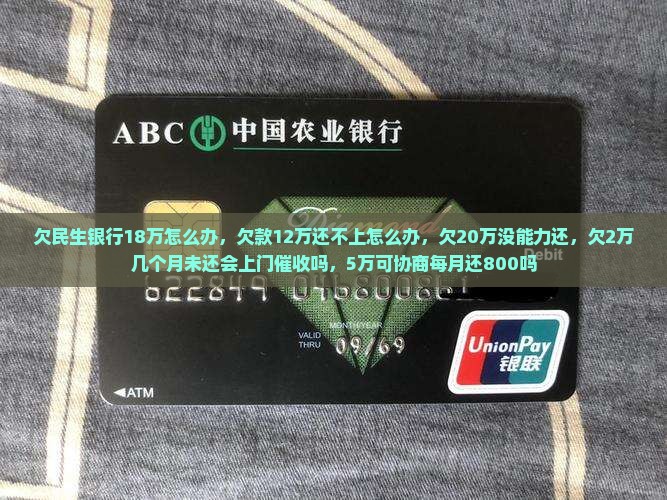 ABC 中国农业银行
Diamond
欠民生银行18万怎么办，欠款12万还不上怎么办，欠20万没能力还，欠2万
几个月未还会上门催收吗，5万可协商每月还800吗
Debit
MONTH/YEAR
VALID
THRU
09/69
UnionPay
银联
◀ATM